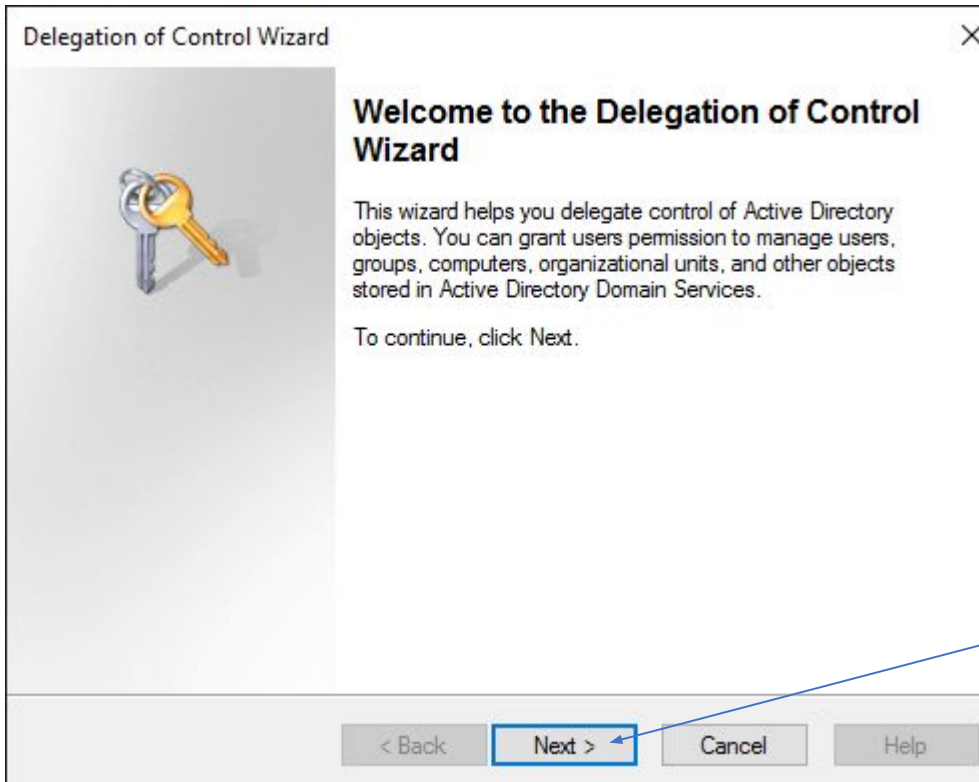 Delegation of Control Wizard
Welcome to the Delegation of Control
Wizard
This wizard helps you delegate control of Active Directory
objects. You can grant users permission to manage users,
groups, computers, organizational units, and other objects
stored in Active Directory Domain Services.
To continue, click Next.
< Back Next > Cancel Help